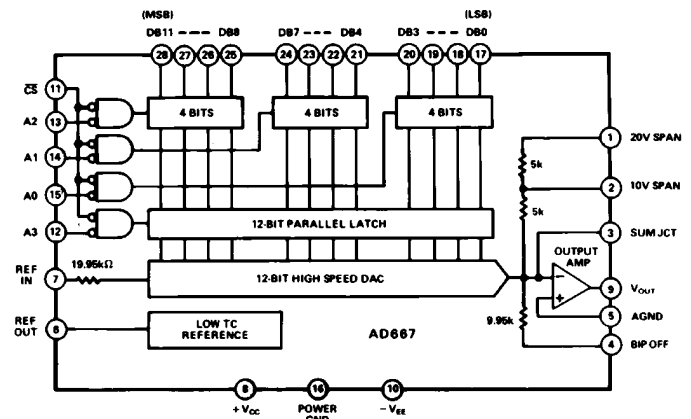 (MSB) (LSB)
DB11 ---- DB8 DB7 ---- DB4 DB3 ---- DB0
28 27 26 25 24 23 22 21 20 19 18 17
CS 11
A2 13
4 BITS 4 BITS 4 BITS
A1 14
A0 15
A3 12
12-BIT PARALLEL LATCH
REF IN 7 19.95kΩ
12-BIT HIGH SPEED DAC
REF OUT 6
LOW TC REFERENCE
AD667
1 20V SPAN
5k
2 10V SPAN
5k
3 SUM JCT
OUTPUT AMP
- +
9 VOUT
5 AGND
9.95k
4 BIP OFF
8 16 10
+VCC POWER GND -VEE